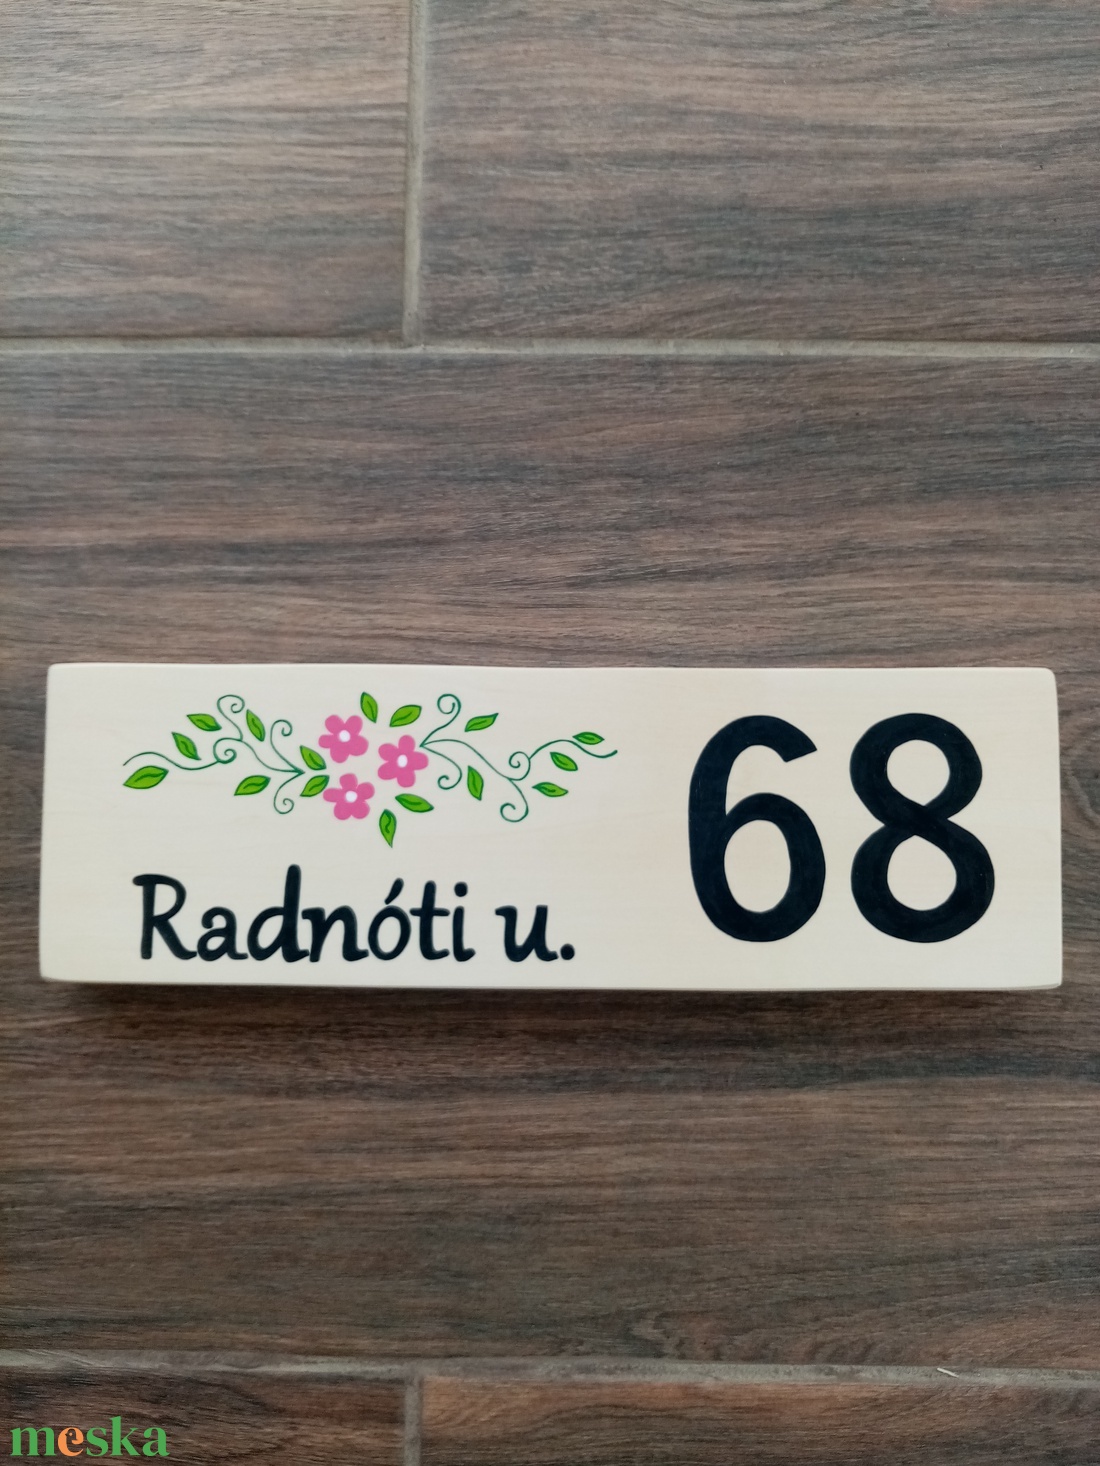 Radnóti u.
68
meska